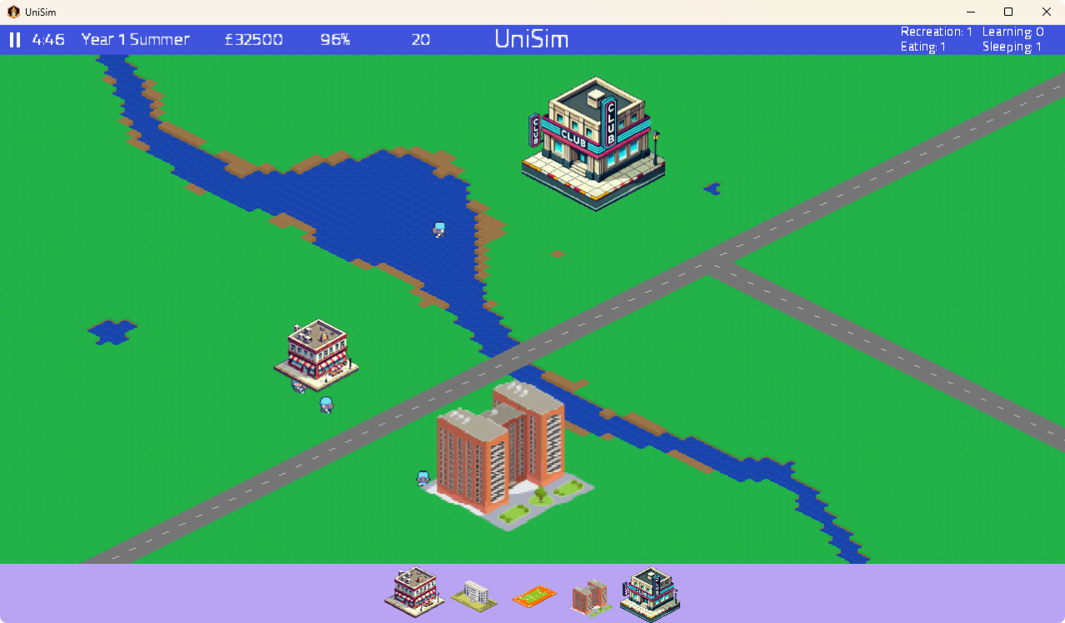 UniSim
4:46 Year 1 Summer £32500 96% 20 UniSim
Recreation: 1 Learning: 0
Eating: 1 Sleeping: 1
CLUB
CLUB
CLUB